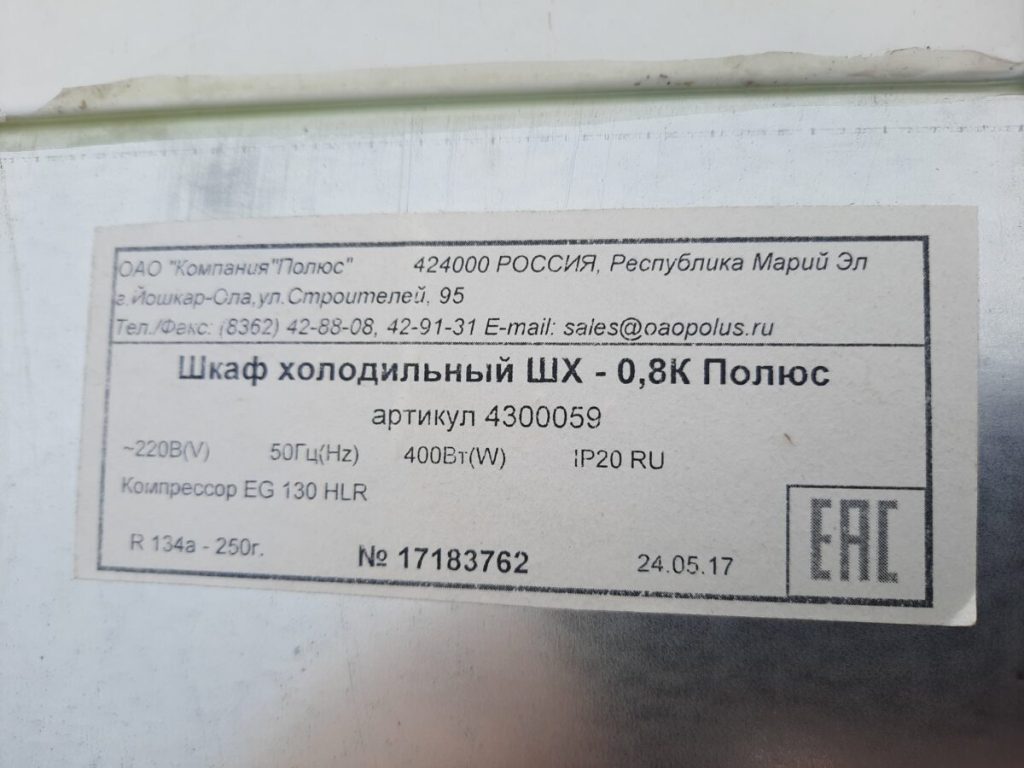 ОАО "Компания"Полюс" 424000 РОССИЯ, Республика Марий Эл
г.Йошкар-Ола,ул.Строителей, 95
Тел./Факс: (8362) 42-88-08, 42-91-31 E-mail: sales@oaopolus.ru
Шкаф холодильный ШХ - 0,8К Полюс
артикул 4300059
~220В(V) 50Гц(Hz) 400Вт(W) IP20 RU
Компрессор EG 130 HLR
R 134a - 250г. № 17183762 24.05.17
EAC